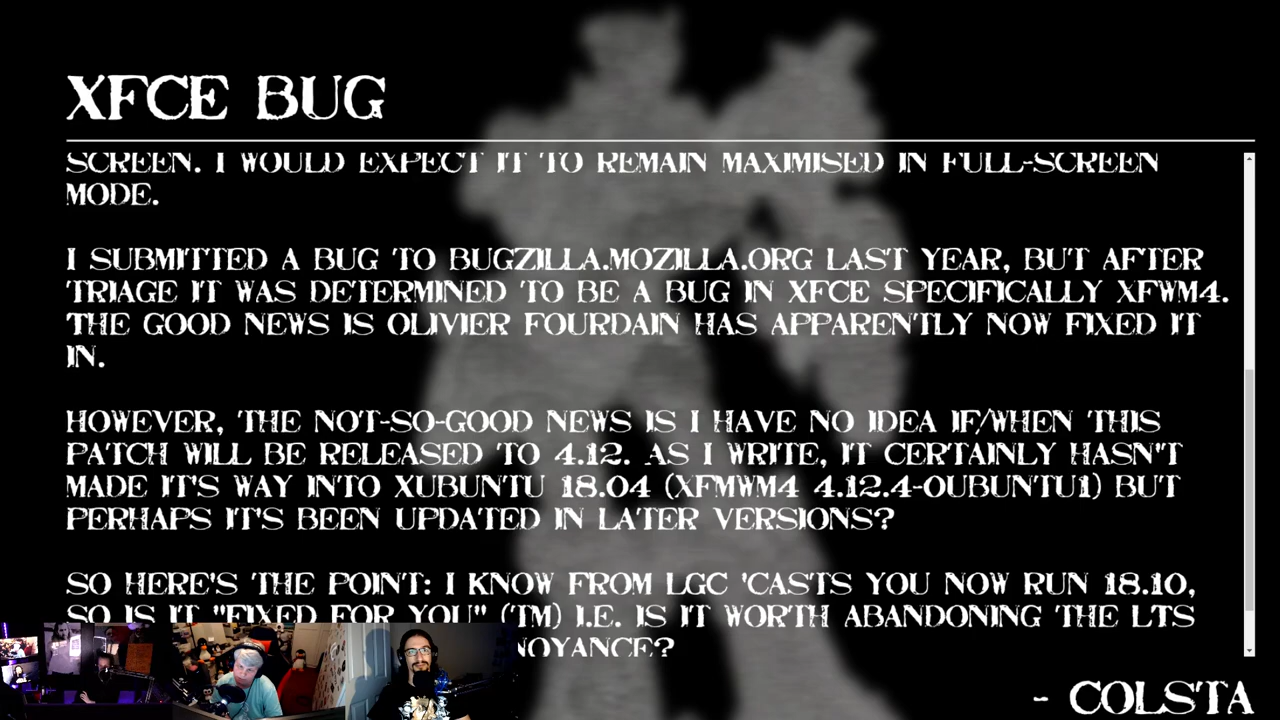 XFCE BUG
SCREEN. I WOULD EXPECT IT TO REMAIN MAXIMISED IN FULL-SCREEN
MODE.
I SUBMITTED A BUG TO BUGZILLA.MOZILLA.ORG LAST YEAR, BUT AFTER
TRIAGE IT WAS DETERMINED TO BE A BUG IN XFCE SPECIFICALLY XFWM4.
THE GOOD NEWS IS OLIVIER FOURDAIN HAS APPARENTLY NOW FIXED IT
IN.
HOWEVER, THE NOT-SO-GOOD NEWS IS I HAVE NO IDEA IF/WHEN THIS
PATCH WILL BE RELEASED TO 4.12. AS I WRITE, IT CERTAINLY HASN"T
MADE IT'S WAY INTO XUBUNTU 18.04 (XFMWM4 4.12.4-0UBUNTU1) BUT
PERHAPS IT'S BEEN UPDATED IN LATER VERSIONS?
SO HERE'S THE POINT: I KNOW FROM LGC 'CASTS YOU NOW RUN 18.10,
SO IS IT "FIXED FOR YOU" (TM) I.E. IS IT WORTH ABANDONING THE LTS
NOYANCE?
- COLSTA